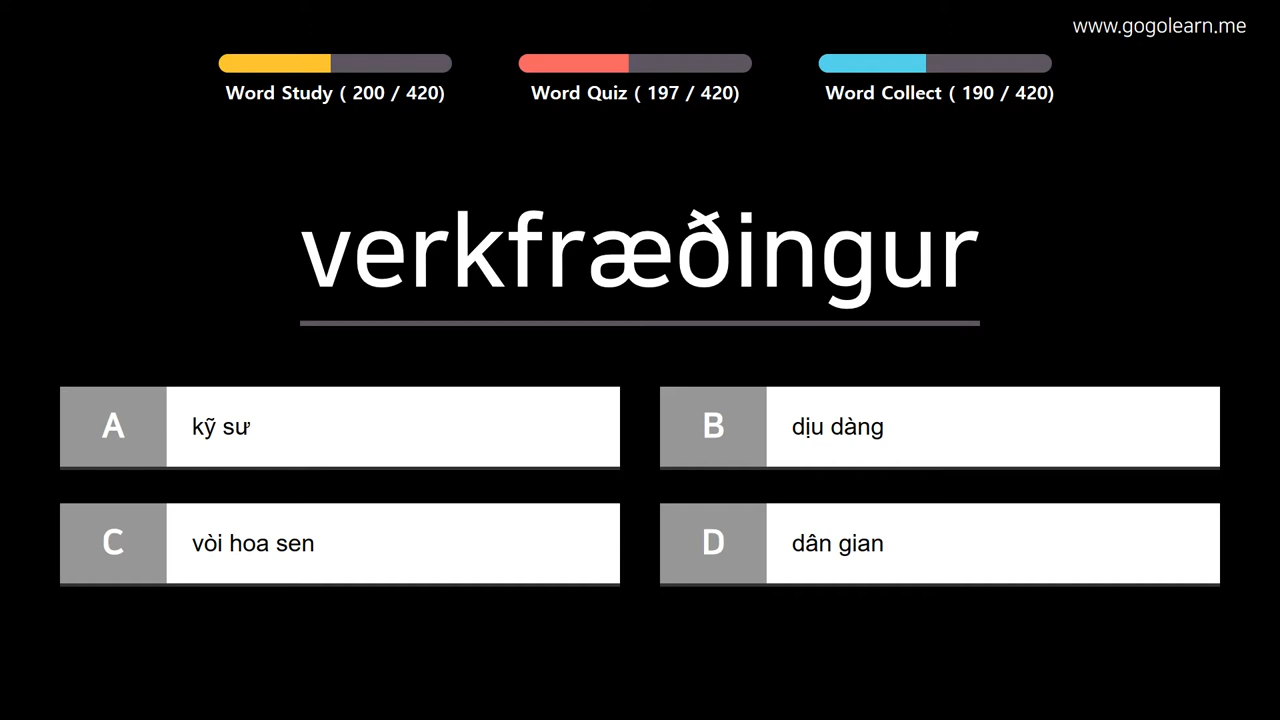 www.gogolearn.me
Word Study ( 200 / 420)
Word Quiz ( 197 / 420)
Word Collect ( 190 / 420)
verkfræðingur
A kỹ sư
B dịu dàng
C vòi hoa sen
D dân gian